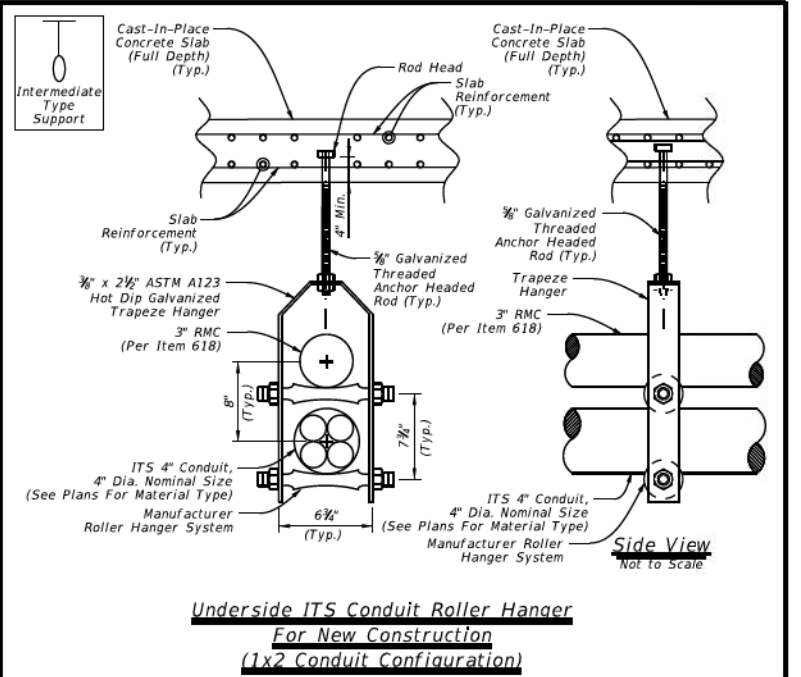 Intermediate
Type
Support
Cast-In-Place
Concrete Slab
(Full Depth)
(Typ.)
Rod Head
Slab
Reinforcement
(Typ.)
Slab
Reinforcement
(Typ.)
4" Min.
⅝" Galvanized
Threaded
Anchor Headed
Rod (Typ.)
⅜" x 2½" ASTM A123
Hot Dip Galvanized
Trapeze Hanger
3" RMC
(Per Item 618)
8"
(Typ.)
7¾"
(Typ.)
ITS 4" Conduit,
4" Dia. Nominal Size
(See Plans For Material Type)
Manufacturer
Roller Hanger System
6¾"
(Typ.)
Cast-In-Place
Concrete Slab
(Full Depth)
(Typ.)
⅝" Galvanized
Threaded
Anchor Headed
Rod (Typ.)
Trapeze
Hanger
3" RMC
(Per Item 618)
ITS 4" Conduit,
4" Dia. Nominal Size
(See Plans For Material Type)
Manufacturer Roller
Hanger System
Side View
Not to Scale
Underside ITS Conduit Roller Hanger
For New Construction
(1x2 Conduit Configuration)